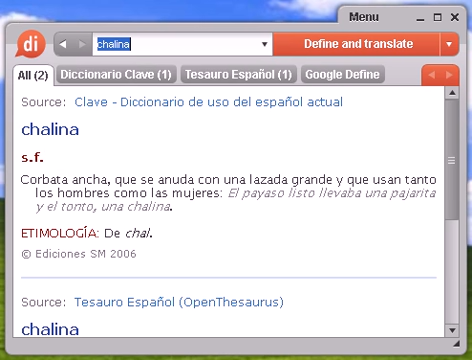 Menu
di
chalina
Define and translate
All (2)
Diccionario Clave (1)
Tesauro Español (1)
Google Define
Source: Clave - Diccionario de uso del español actual
chalina
s.f.
Corbata ancha, que se anuda con una lazada grande y que usan tanto
los hombres como las mujeres: El payaso listo llevaba una pajarita
y el tonto, una chalina.
ETIMOLOGÍA: De chal.
© Ediciones SM 2006
Source: Tesauro Español (OpenThesaurus)
chalina